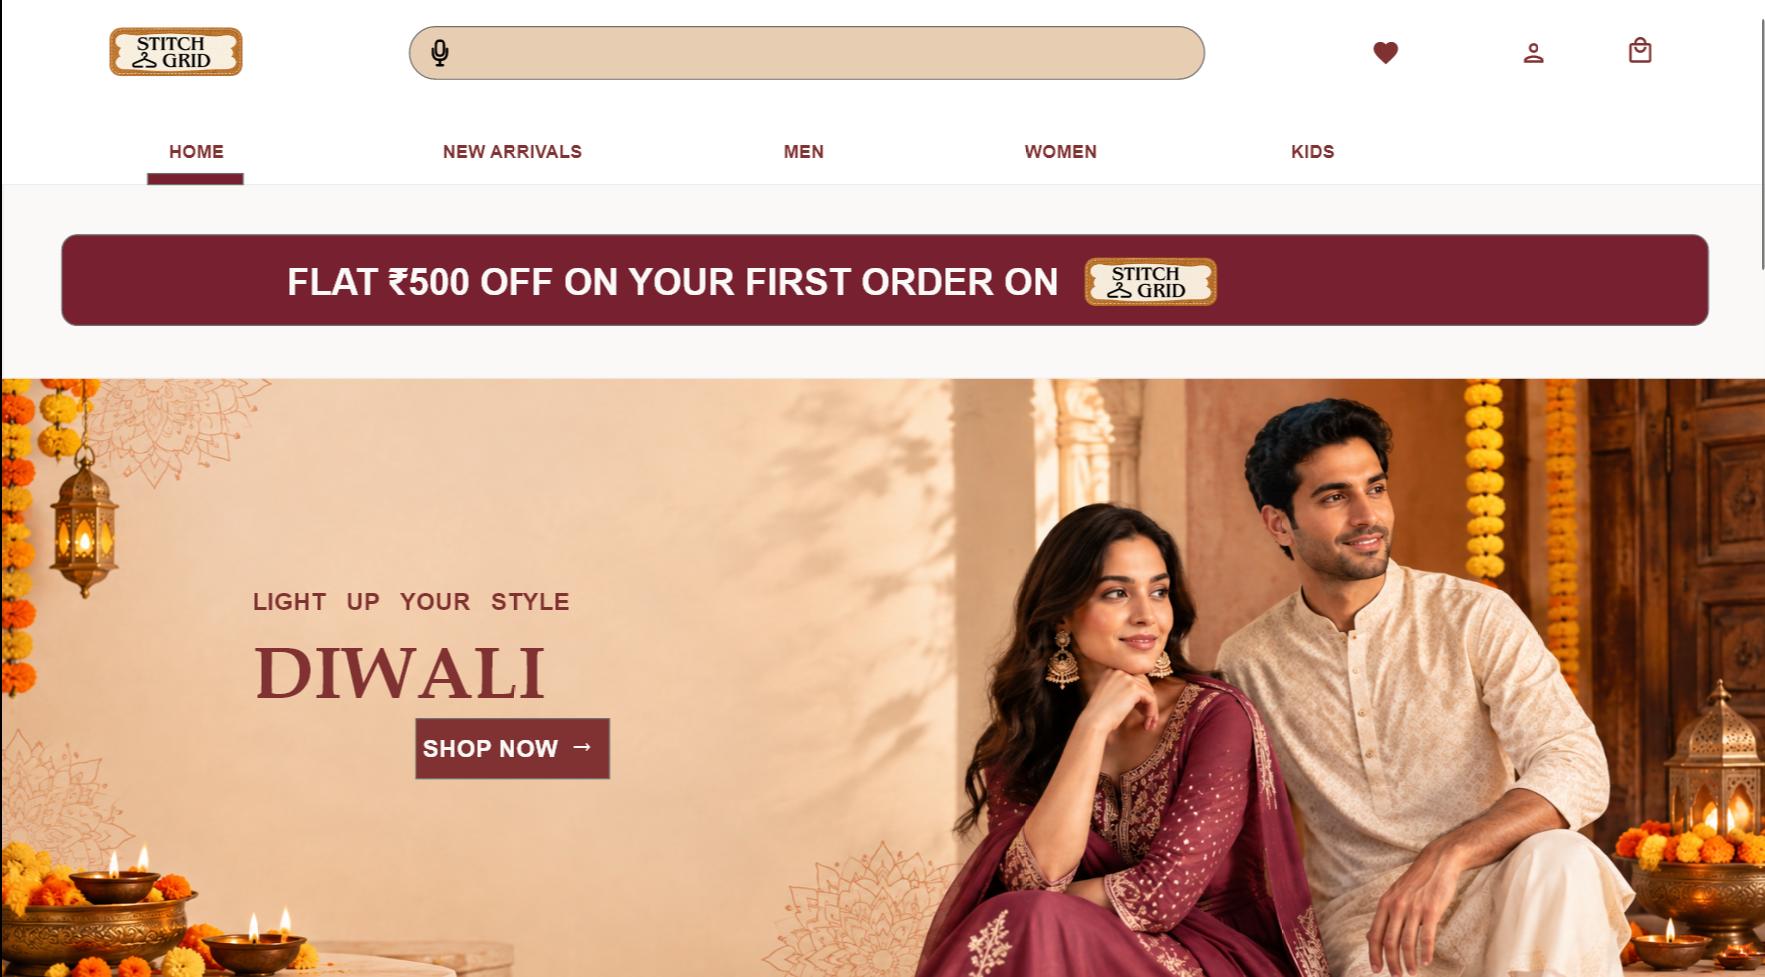 STITCH
GRID
HOME NEW ARRIVALS MEN WOMEN KIDS
FLAT ₹500 OFF ON YOUR FIRST ORDER ON STITCH GRID
LIGHT UP YOUR STYLE
DIWALI
SHOP NOW →